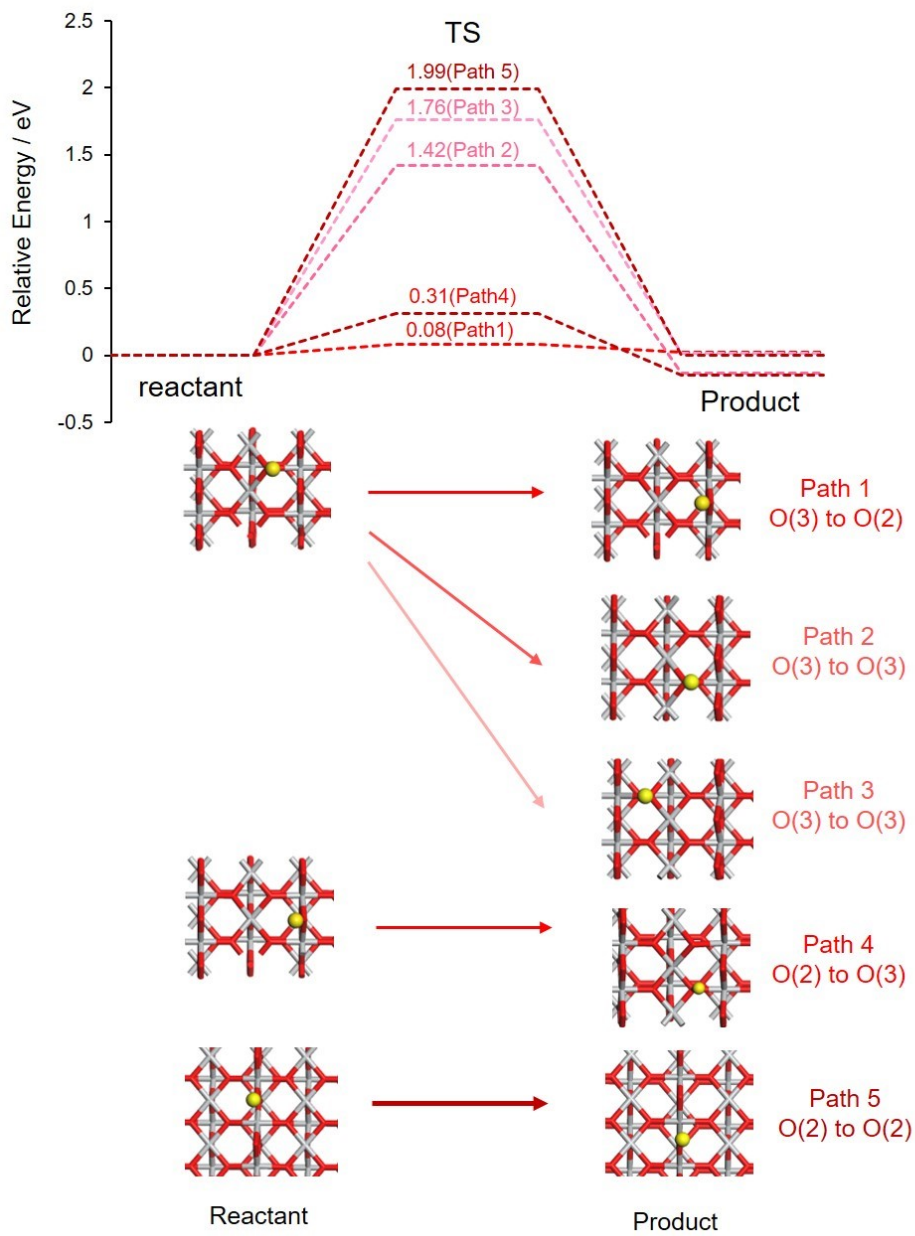 2.5
TS
2
1.99(Path 5)
1.76(Path 3)
1.5
1.42(Path 2)
1
0.5
0.31(Path4)
0.08(Path1)
0
-0.5
Relative Energy / eV
reactant
Product
Path 1
O(3) to O(2)
Path 2
O(3) to O(3)
Path 3
O(3) to O(3)
Path 4
O(2) to O(3)
Path 5
O(2) to O(2)
Reactant
Product